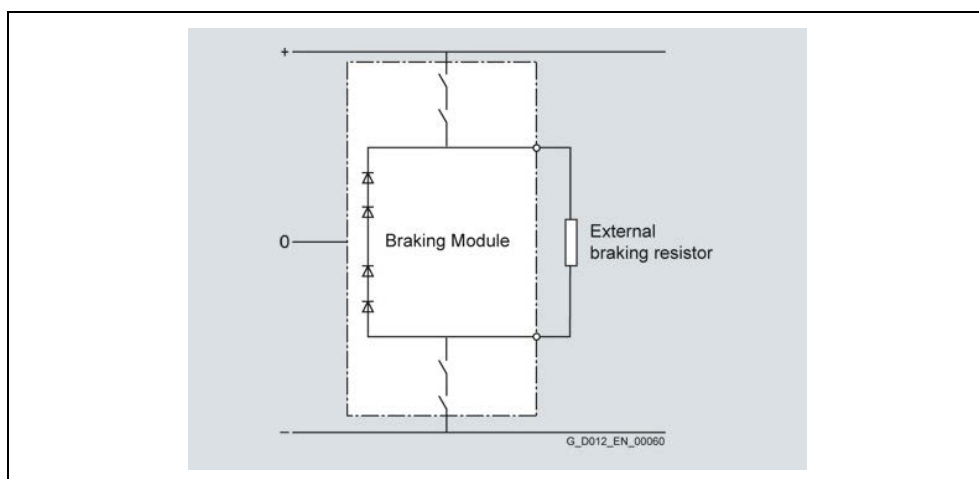 +
0
Braking Module
External
braking resistor
–
G_D012_EN_00060